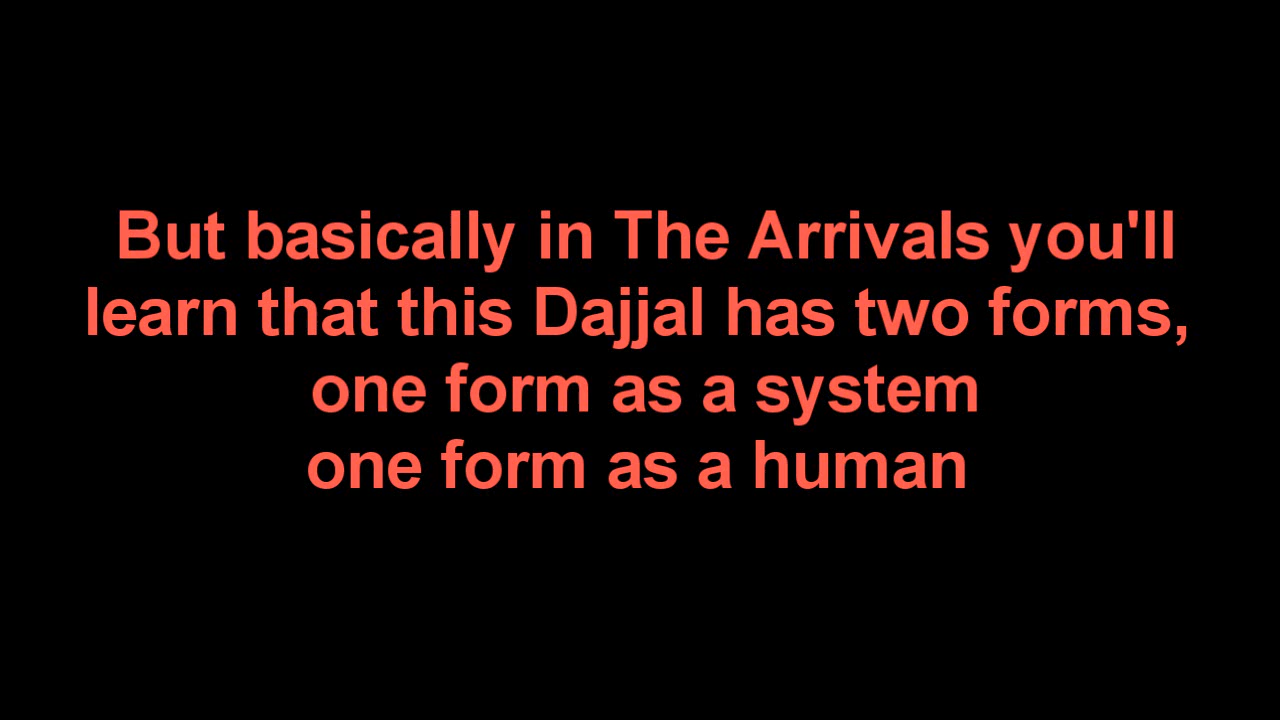 But basically in The Arrivals you'll
learn that this Dajjal has two forms,
one form as a system
one form as a human